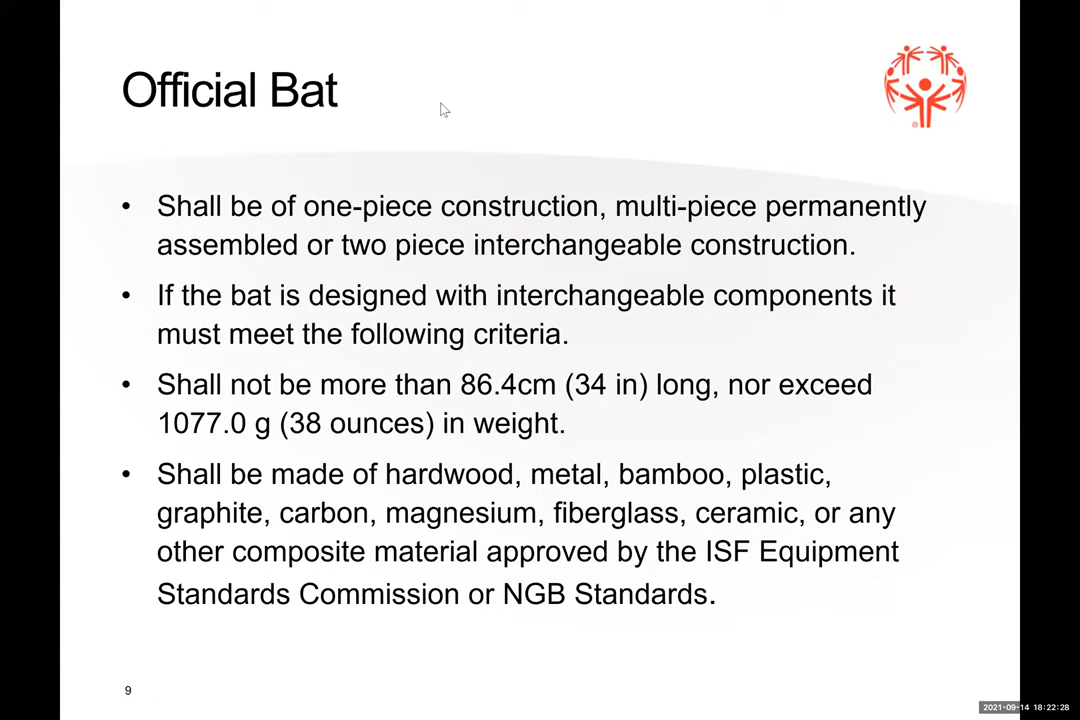 Official Bat
• Shall be of one-piece construction, multi-piece permanently
assembled or two piece interchangeable construction.
• If the bat is designed with interchangeable components it
must meet the following criteria.
• Shall not be more than 86.4cm (34 in) long, nor exceed
1077.0 g (38 ounces) in weight.
• Shall be made of hardwood, metal, bamboo, plastic,
graphite, carbon, magnesium, fiberglass, ceramic, or any
other composite material approved by the ISF Equipment
Standards Commission or NGB Standards.
9
2021-09-14 18:22:28